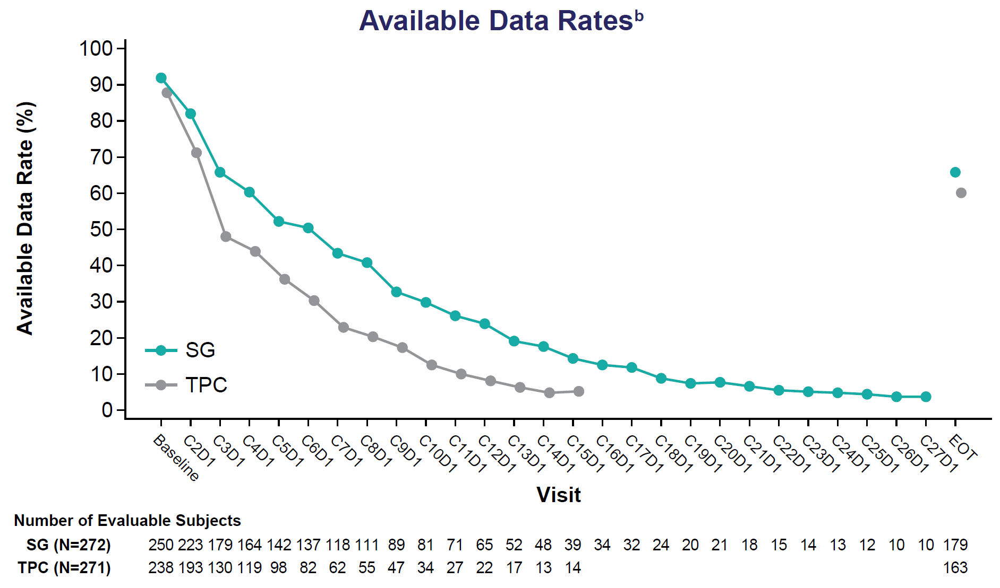 Available Data Ratesᵇ
Available Data Rate (%)
100
90
80
70
60
50
40
30
20
10
0
SG
TPC
Baseline C2D1 C3D1 C4D1 C5D1 C6D1 C7D1 C8D1 C9D1 C10D1 C11D1 C12D1 C13D1 C14D1 C15D1 C16D1 C17D1 C18D1 C19D1 C20D1 C21D1 C22D1 C23D1 C24D1 C25D1 C26D1 C27D1 EOT
Visit
Number of Evaluable Subjects
SG (N=272) 250 223 179 164 142 137 118 111 89 81 71 65 52 48 39 34 32 24 20 21 18 15 14 13 12 10 10 179
TPC (N=271) 238 193 130 119 98 82 62 55 47 34 27 22 17 13 14 163